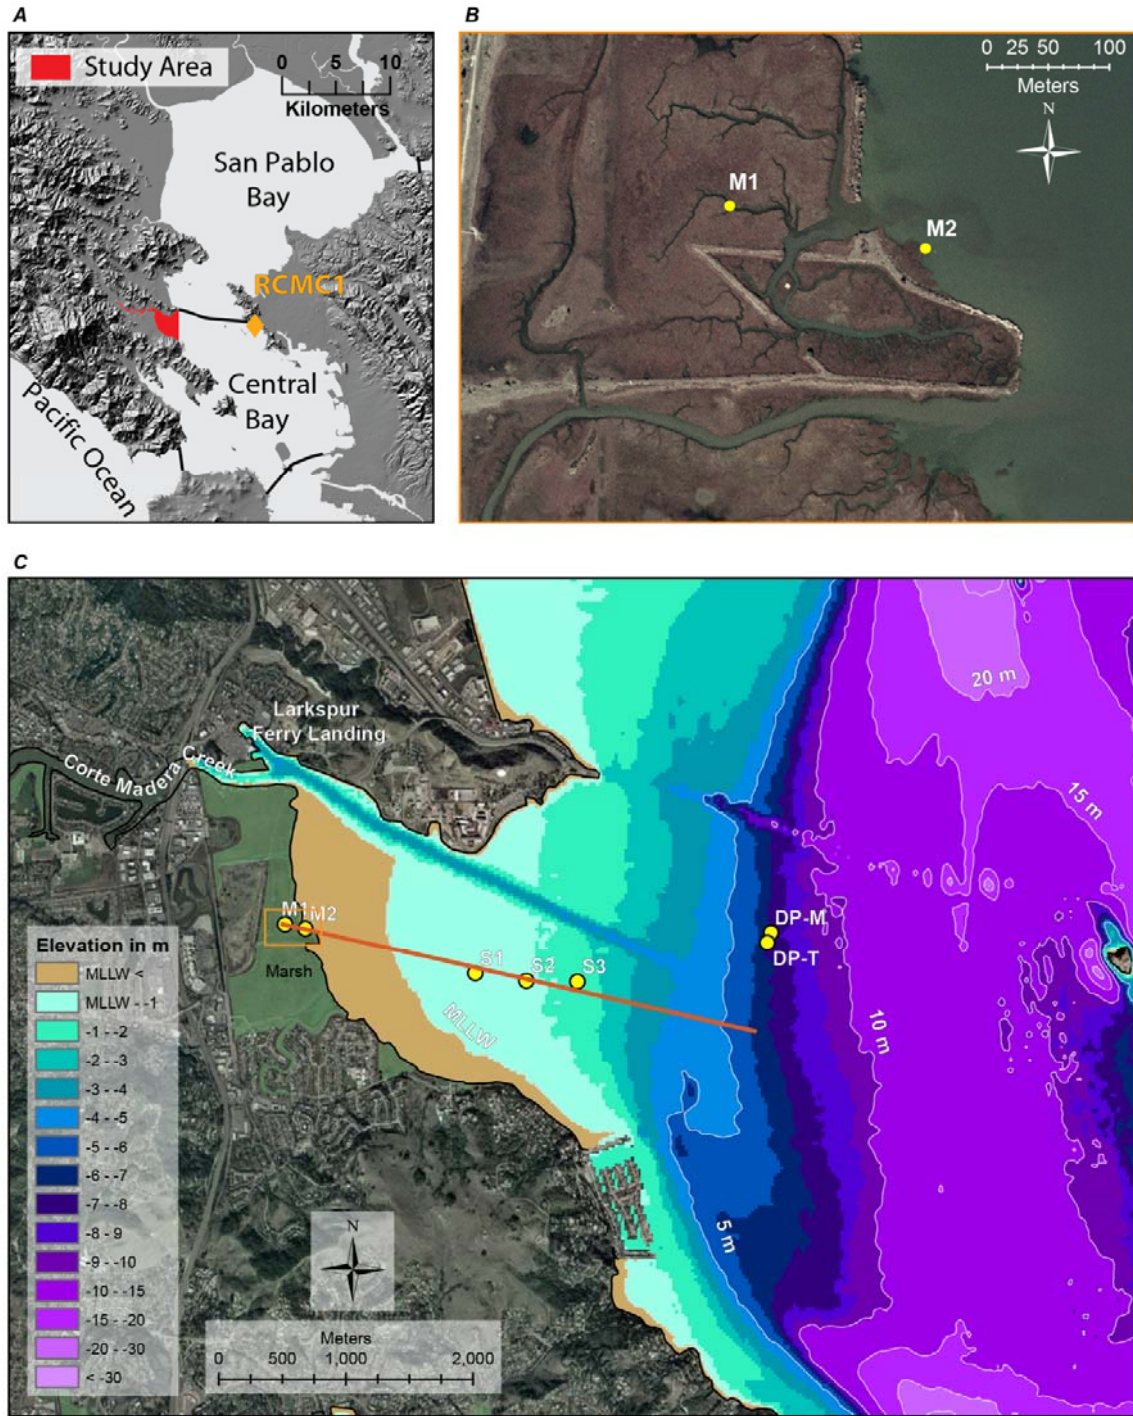 A
Study Area
0 5 10
Kilometers
San Pablo
Bay
RCMC1
Central
Bay
Pacific Ocean
B
0 25 50 100
Meters
N
M1
M2
C
Larkspur
Ferry Landing
Corte Madera Creek
20 m
15 m
M1
M2
DP-M
DP-T
S1
S2
S3
Marsh
MLLW
10 m
5 m
Elevation in m
MLLW <
MLLW - -1
-1 - -2
-2 - -3
-3 - -4
-4 - -5
-5 - -6
-6 - -7
-7 - -8
-8 - 9
-9 - -10
-10 - -15
-15 - -20
-20 - -30
< -30
N
Meters
0 500 1,000 2,000